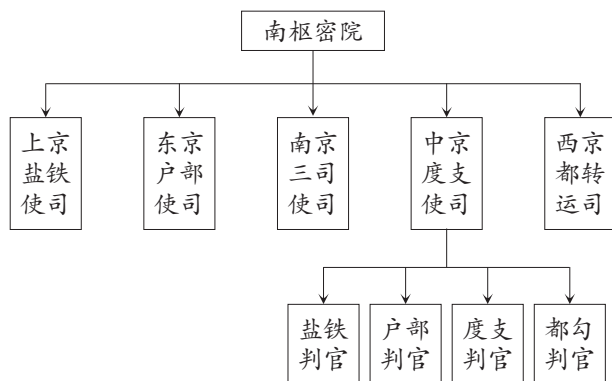 南枢密院
上京
盐铁
使司
东京
户部
使司
南京
三司
使司
中京
度支
使司
西京
都转
运司
盐铁
判官
户部
判官
度支
判官
都勾
判官